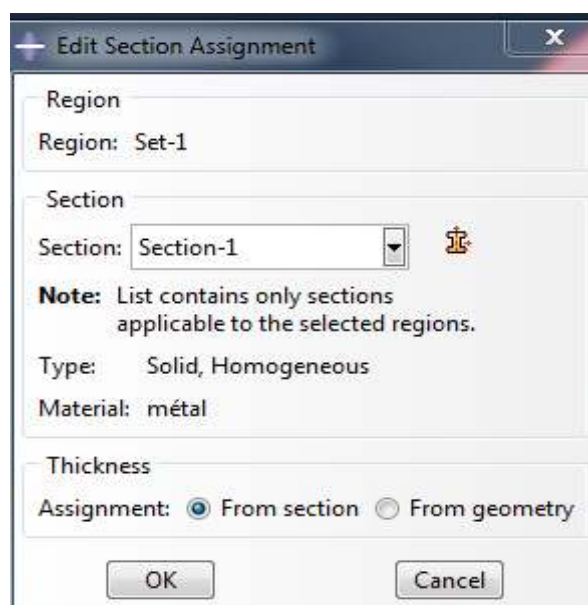 Edit Section Assignment
Region
Region: Set-1
Section
Section: Section-1
Note: List contains only sections
applicable to the selected regions.
Type: Solid, Homogeneous
Material: métal
Thickness
Assignment: From section From geometry
OK Cancel